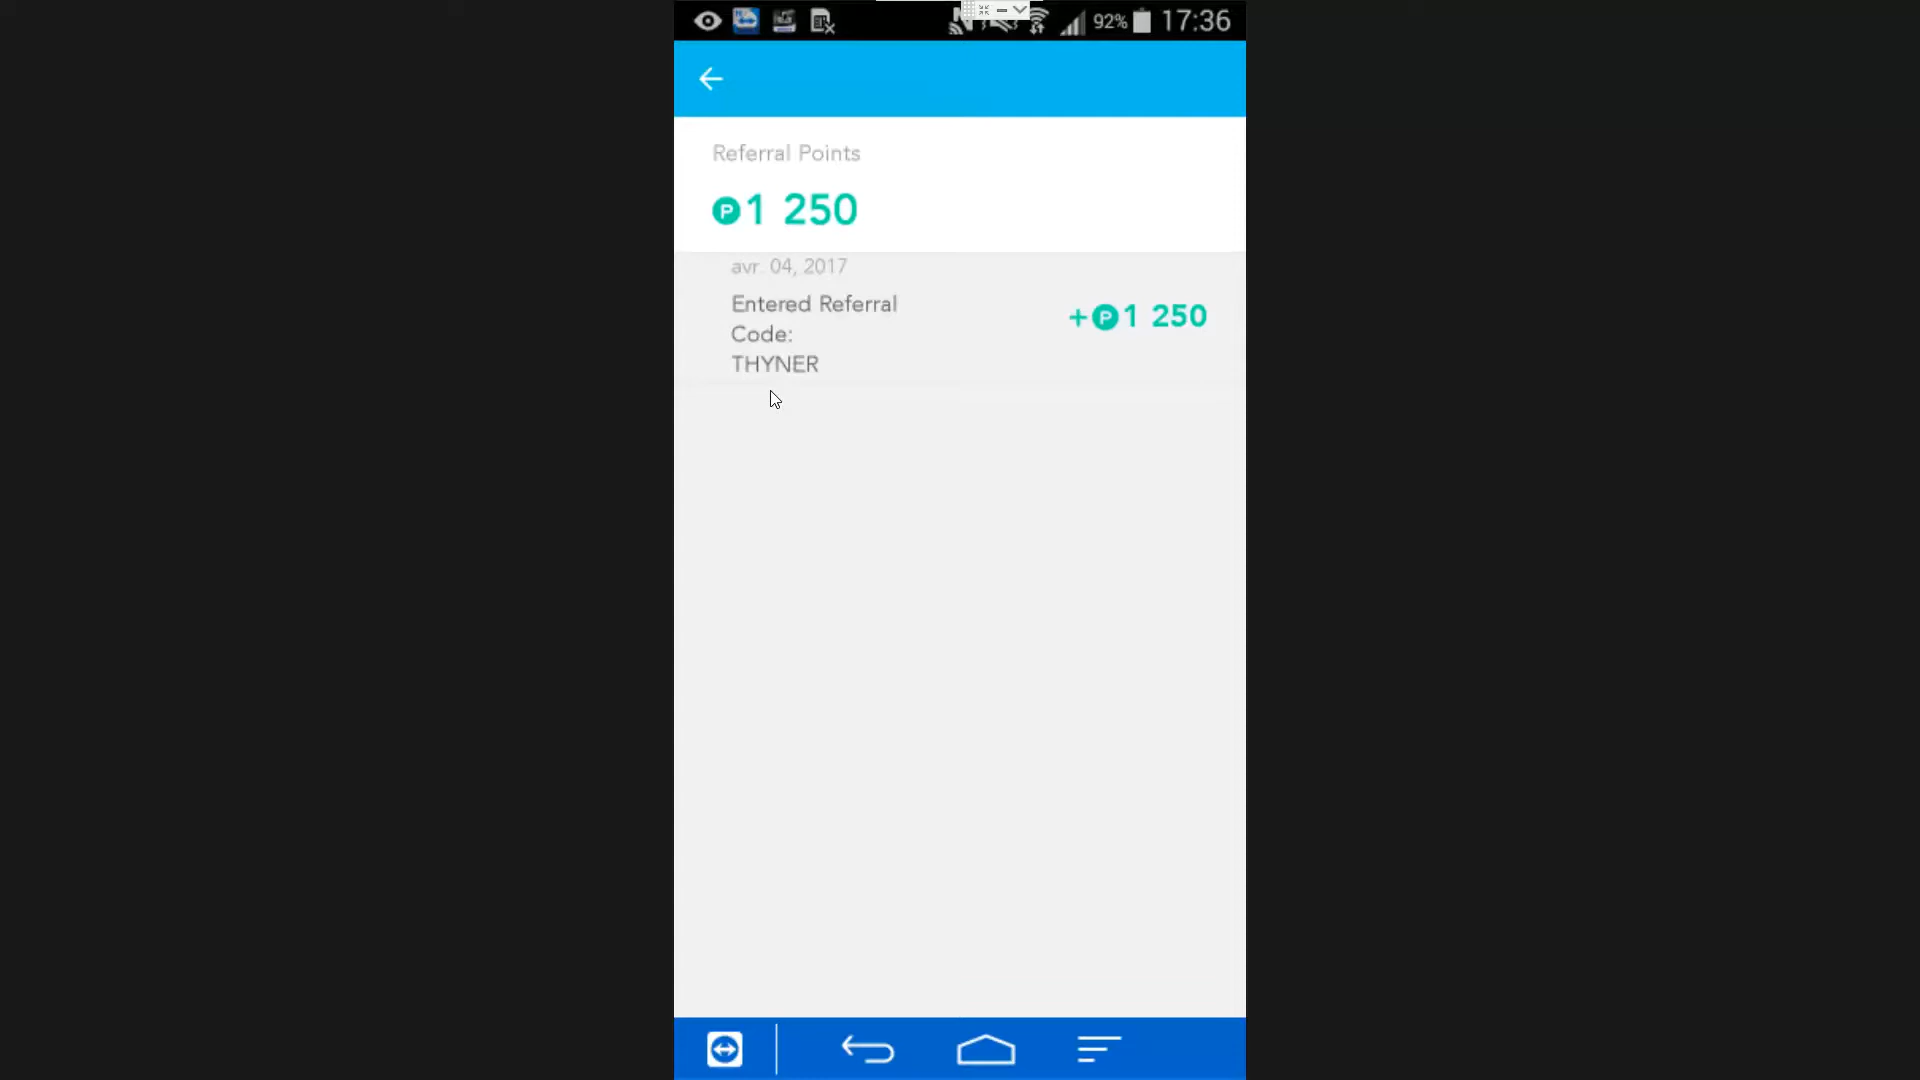 92% 17:36
Referral Points
P 1 250
avr. 04, 2017
Entered Referral
Code:
THYNER
+P 1 250